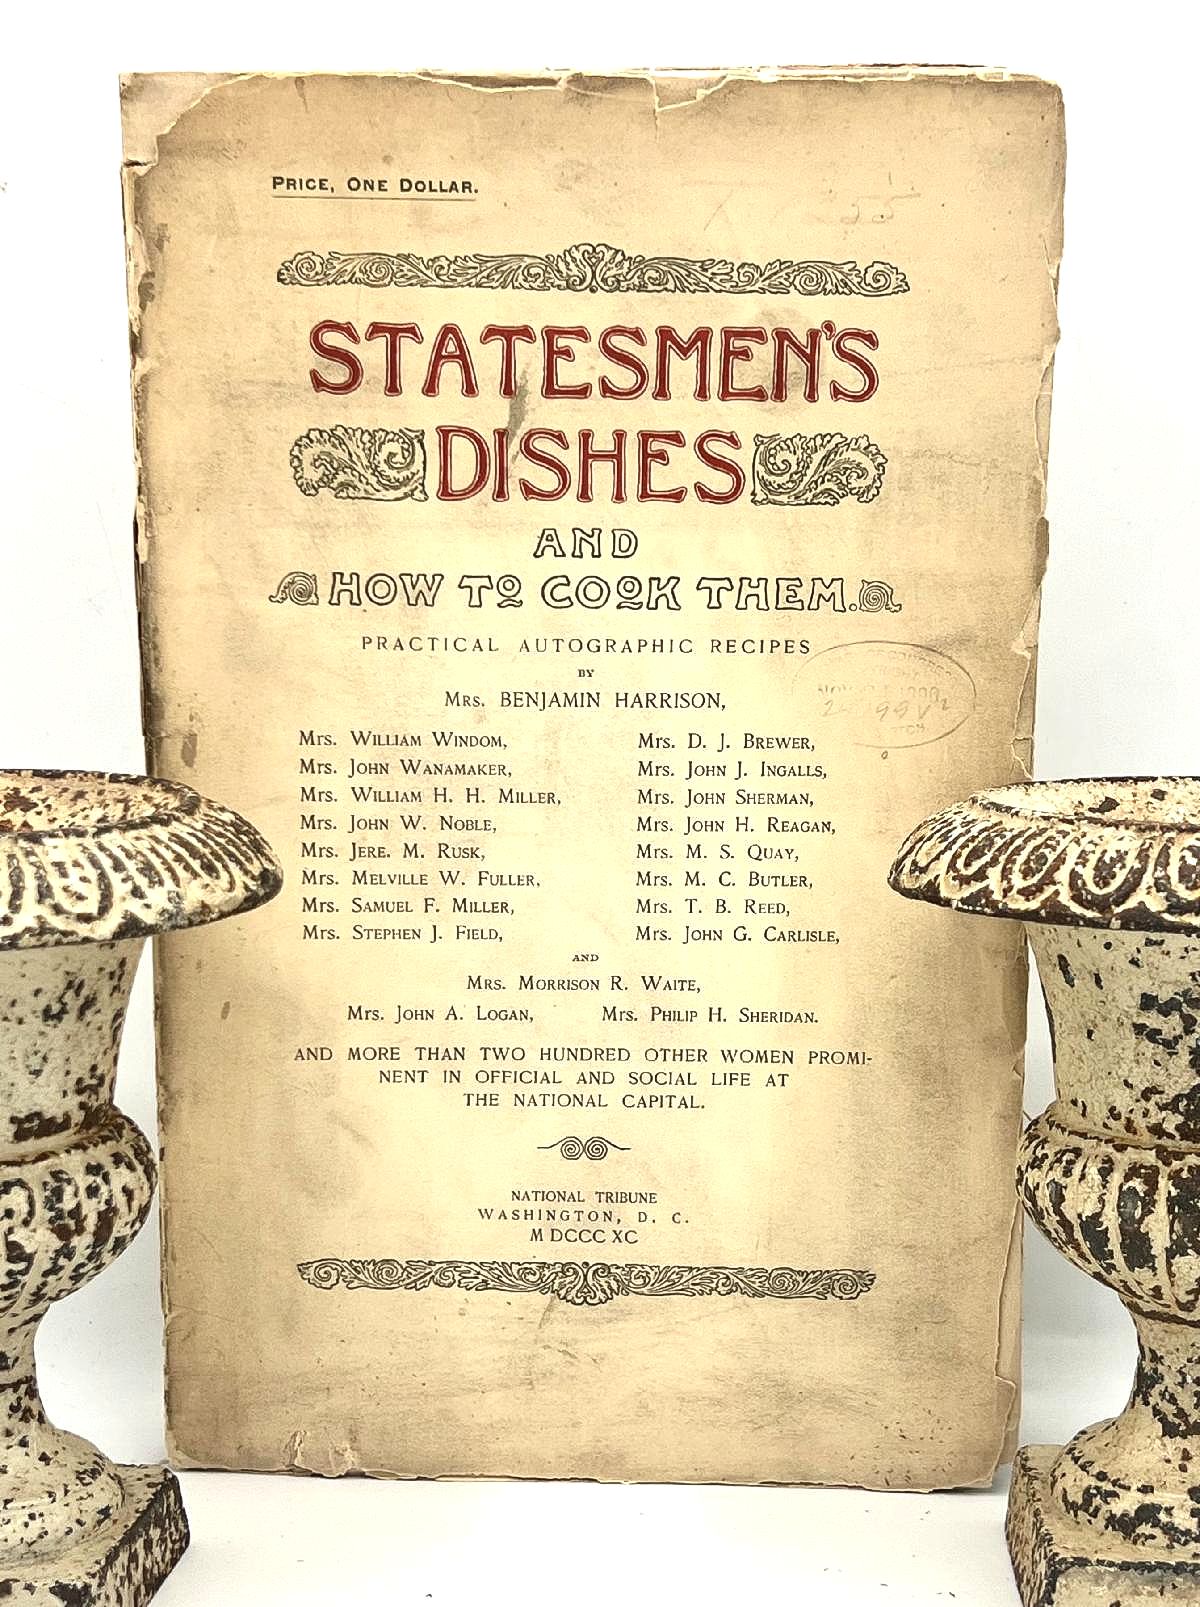 PRICE, ONE DOLLAR.
STATESMEN'S
DISHES
AND
HOW TO COOK THEM.
PRACTICAL AUTOGRAPHIC RECIPES
BY
MRS. BENJAMIN HARRISON,
MRS. WILLIAM WINDOM,
MRS. JOHN WANAMAKER,
MRS. WILLIAM H. H. MILLER,
MRS. JOHN W. NOBLE,
MRS. JERE. M. RUSK,
MRS. MELVILLE W. FULLER,
MRS. SAMUEL F. MILLER,
MRS. STEPHEN J. FIELD,
MRS. D. J. BREWER,
MRS. JOHN J. INGALLS,
MRS. JOHN SHERMAN,
MRS. JOHN H. REAGAN,
MRS. M. S. QUAY,
MRS. M. C. BUTLER,
MRS. T. B. REED,
MRS. JOHN G. CARLISLE,
AND
MRS. MORRISON R. WAITE,
MRS. JOHN A. LOGAN, MRS. PHILIP H. SHERIDAN.
AND MORE THAN TWO HUNDRED OTHER WOMEN PROMI-
NENT IN OFFICIAL AND SOCIAL LIFE AT
THE NATIONAL CAPITAL.
NATIONAL TRIBUNE
WASHINGTON, D. C.
M DCCC XC